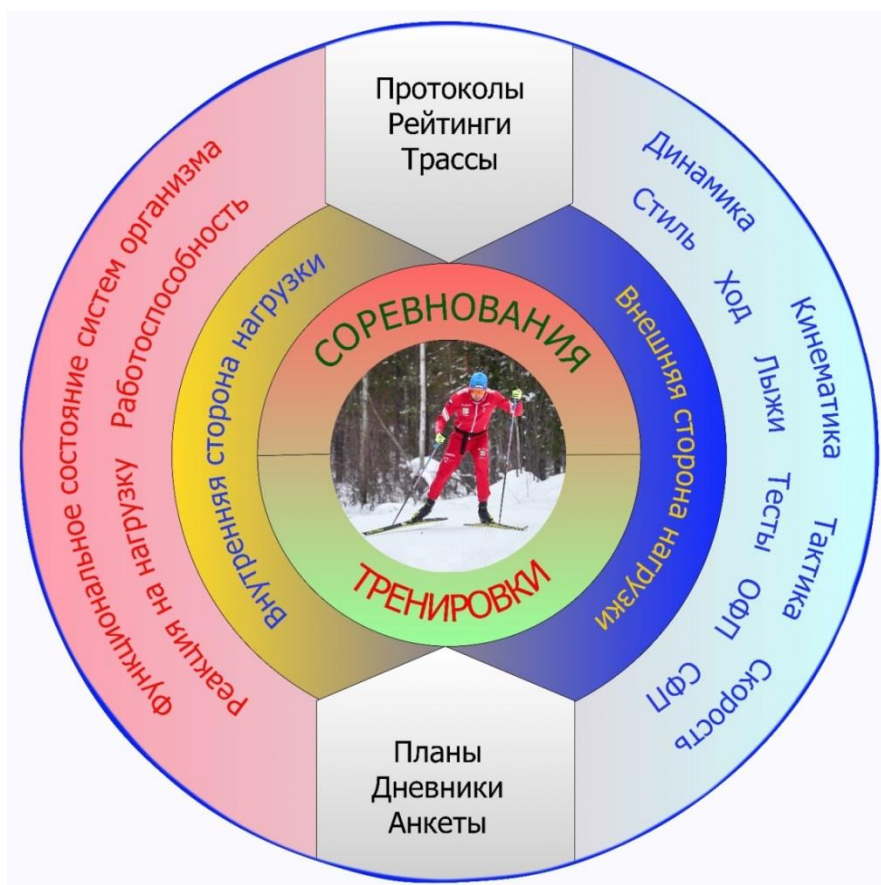 Протоколы
Рейтинги
Трассы
СОРЕВНОВАНИЯ
ТРЕНИРОВКИ
Внутренняя сторона нагрузки
Внешняя сторона нагрузки
Функциональное состояние систем организма
Реакция на нагрузку Работоспособность
Динамика Кинематика Тактика Скорость
Стиль Ход Лыжи Тесты ОФП СФП
Планы
Дневники
Анкеты